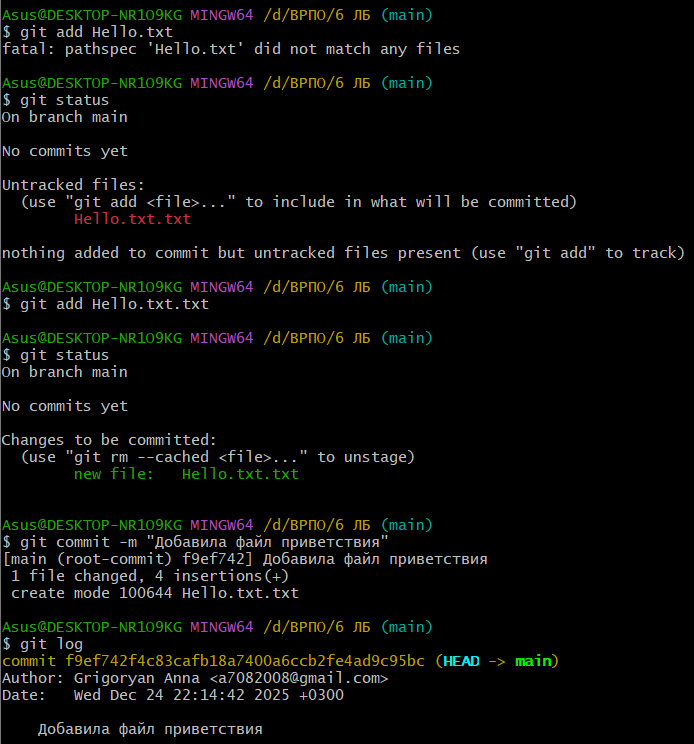 Asus@DESKTOP-NR1O9KG MINGW64 /d/ВРПО/6 ЛБ (main)
$ git add Hello.txt
fatal: pathspec 'Hello.txt' did not match any files
Asus@DESKTOP-NR1O9KG MINGW64 /d/ВРПО/6 ЛБ (main)
$ git status
On branch main
No commits yet
Untracked files:
  (use "git add <file>..." to include in what will be committed)
        Hello.txt.txt
nothing added to commit but untracked files present (use "git add" to track)
Asus@DESKTOP-NR1O9KG MINGW64 /d/ВРПО/6 ЛБ (main)
$ git add Hello.txt.txt
Asus@DESKTOP-NR1O9KG MINGW64 /d/ВРПО/6 ЛБ (main)
$ git status
On branch main
No commits yet
Changes to be committed:
  (use "git rm --cached <file>..." to unstage)
        new file:   Hello.txt.txt
Asus@DESKTOP-NR1O9KG MINGW64 /d/ВРПО/6 ЛБ (main)
$ git commit -m "Добавила файл приветствия"
[main (root-commit) f9ef742] Добавила файл приветствия
 1 file changed, 4 insertions(+)
 create mode 100644 Hello.txt.txt
Asus@DESKTOP-NR1O9KG MINGW64 /d/ВРПО/6 ЛБ (main)
$ git log
commit f9ef742f4c83cafb18a7400a6ccb2fe4ad9c95bc (HEAD -> main)
Author: Grigoryan Anna <a7082008@gmail.com>
Date:   Wed Dec 24 22:14:42 2025 +0300
    Добавила файл приветствия